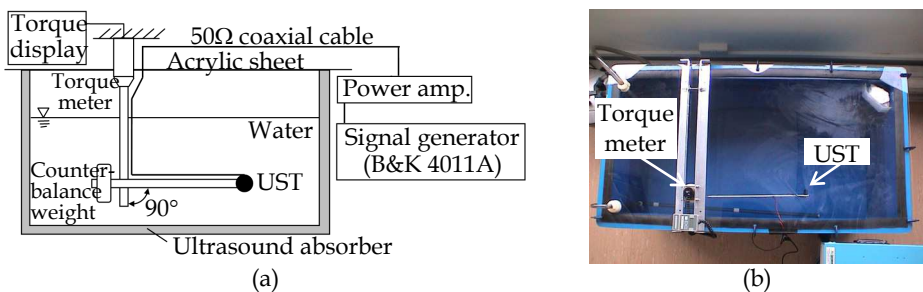 Torque
display
50Ω coaxial cable
Acrylic sheet
Torque
meter
Power amp.
Water
Signal generator
(B&K 4011A)
Counter-
balance
weight
UST
90°
Ultrasound absorber
(a)
Torque
meter
UST
(b)